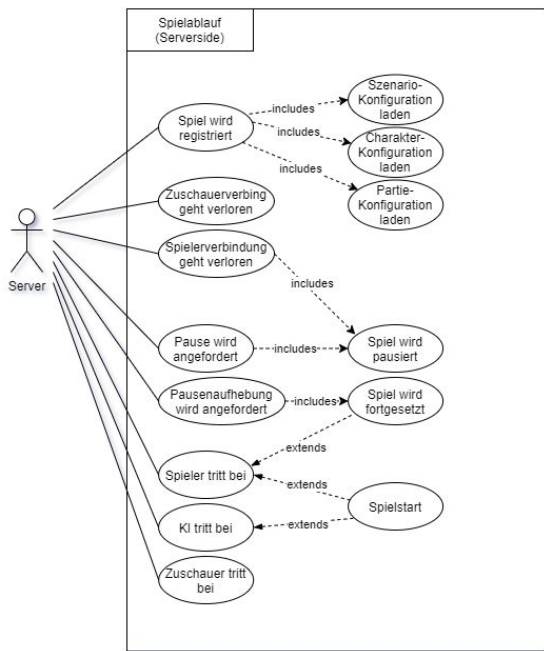 Spielablauf
(Serverside)
Szenario-
Konfiguration
laden
includes
Spiel wird
registriert
includes
Charakter-
Konfiguration
laden
includes
Partie-
Konfiguration
laden
Zuschauerverbing
geht verloren
Spielerverbindung
geht verloren
Server
includes
Pause wird
angefordert
includes
Spiel wird
pausiert
Pausenaufhebung
wird angefordert
includes
Spiel wird
fortgesetzt
extends
Spieler tritt bei
extends
Spielstart
KI tritt bei
extends
Zuschauer tritt
bei